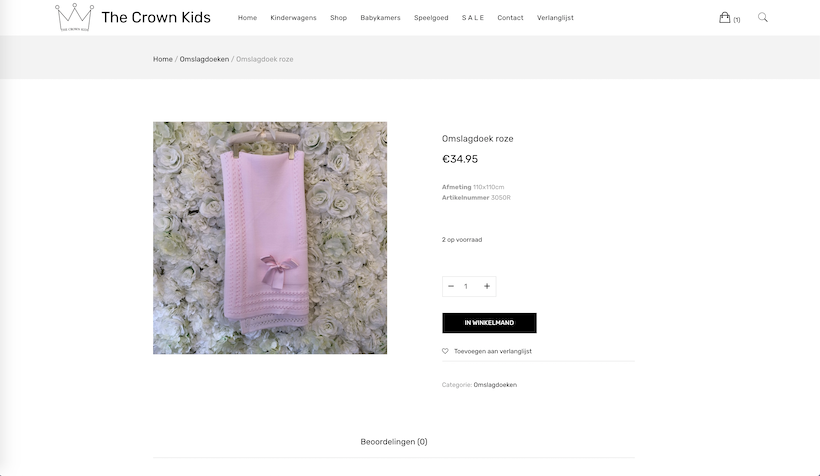 The Crown Kids
Home Kinderwagens Shop Babykamers Speelgoed S A L E Contact Verlanglijst
(1)
Home / Omslagdoeken / Omslagdoek roze
Omslagdoek roze
€34.95
Afmeting 110x110cm
Artikelnummer 3050R
2 op voorraad
− 1 +
IN WINKELMAND
Toevoegen aan verlanglijst
Categorie: Omslagdoeken
Beoordelingen (0)